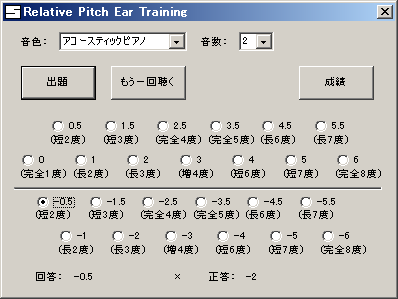 Relative Pitch Ear Training
音色: アコースティックピアノ 音数: 2
出題 もう一回聴く 成績
0.5 1.5 2.5 3.5 4.5 5.5
(短2度) (短3度) (完全4度) (完全5度) (長6度) (長7度)
0 1 2 3 4 5 6
(完全1度) (長2度) (長3度) (増4度) (短6度) (短7度) (完全8度)
-0.5 -1.5 -2.5 -3.5 -4.5 -5.5
(短2度) (短3度) (完全4度) (完全5度) (長6度) (長7度)
-1 -2 -3 -4 -5 -6
(長2度) (長3度) (増4度) (短6度) (短7度) (完全8度)
回答: -0.5 × 正答: -2